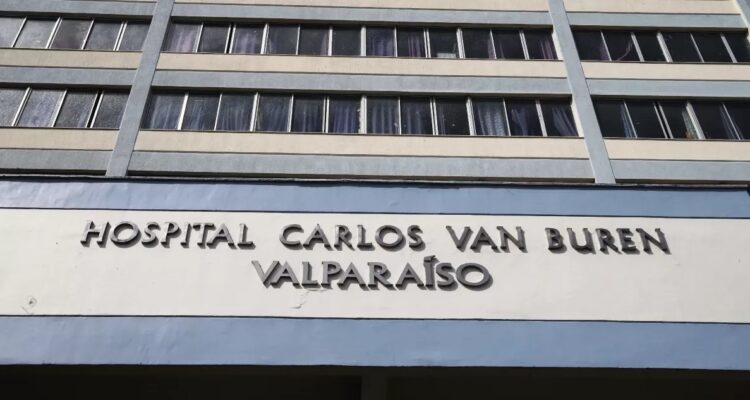 HOSPITAL CARLOS VAN BUREN
VALPARAÍSO